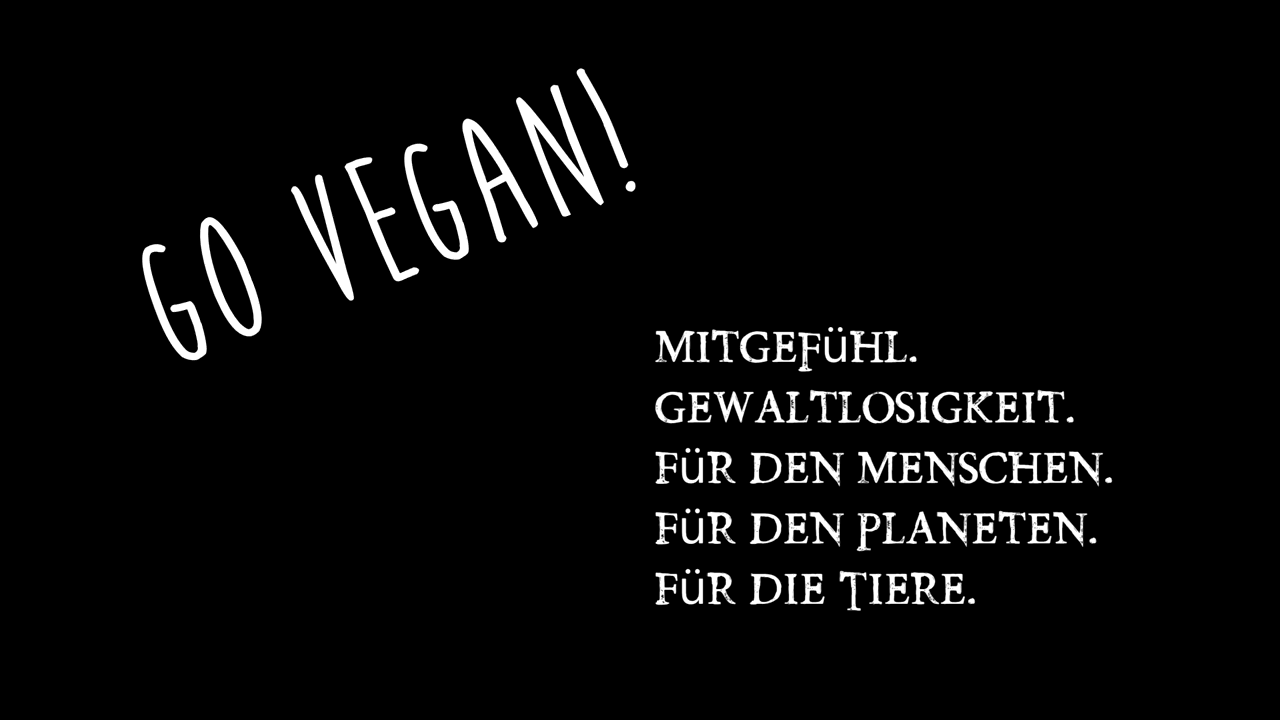 GO VEGAN!
MITGEFÜHL.
GEWALTLOSIGKEIT.
FÜR DEN MENSCHEN.
FÜR DEN PLANETEN.
FÜR DIE TIERE.